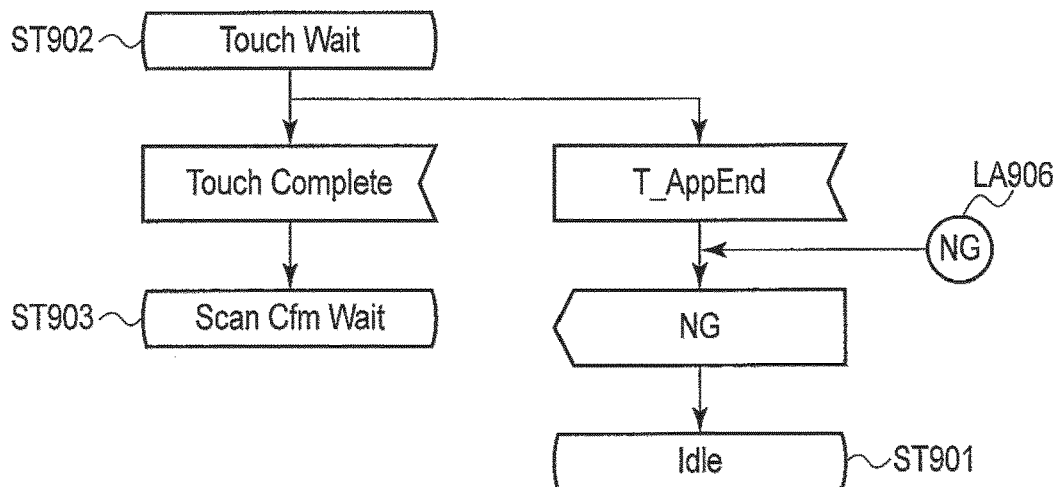 ST902
Touch Wait
Touch Complete
T_AppEnd
LA906
NG
ST903
Scan Cfm Wait
NG
Idle
ST901